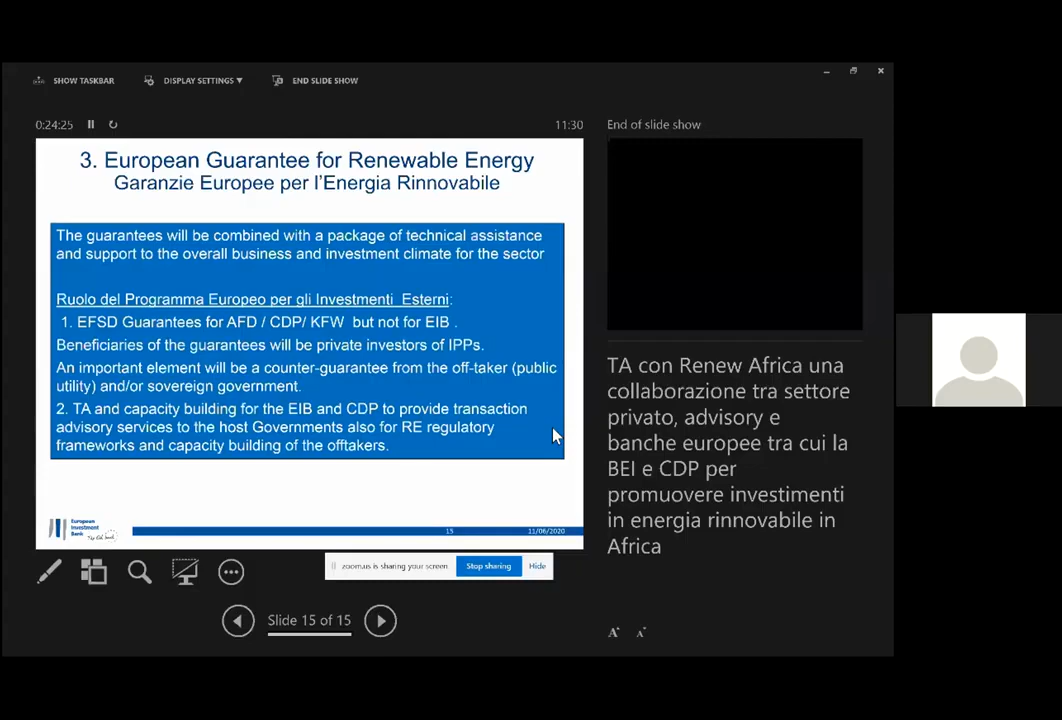 SHOW TASKBAR
DISPLAY SETTINGS ▼
END SLIDE SHOW
0:24:25
11:30
End of slide show
3. European Guarantee for Renewable Energy
Garanzie Europee per l'Energia Rinnovabile
The guarantees will be combined with a package of technical assistance
and support to the overall business and investment climate for the sector
Ruolo del Programma Europeo per gli Investimenti Esterni:
1. EFSD Guarantees for AFD / CDP/ KFW but not for EIB .
Beneficiaries of the guarantees will be private investors of IPPs.
An important element will be a counter-guarantee from the off-taker (public
utility) and/or sovereign government.
2. TA and capacity building for the EIB and CDP to provide transaction
advisory services to the host Governments also for RE regulatory
frameworks and capacity building of the offtakers.
European
Investment
Bank
The EU bank
15
11/06/2020
TA con Renew Africa una
collaborazione tra settore
privato, advisory e
banche europee tra cui la
BEI e CDP per
promuovere investimenti
in energia rinnovabile in
Africa
zoom.us is sharing your screen.
Stop sharing
Hide
Slide 15 of 15
A
A